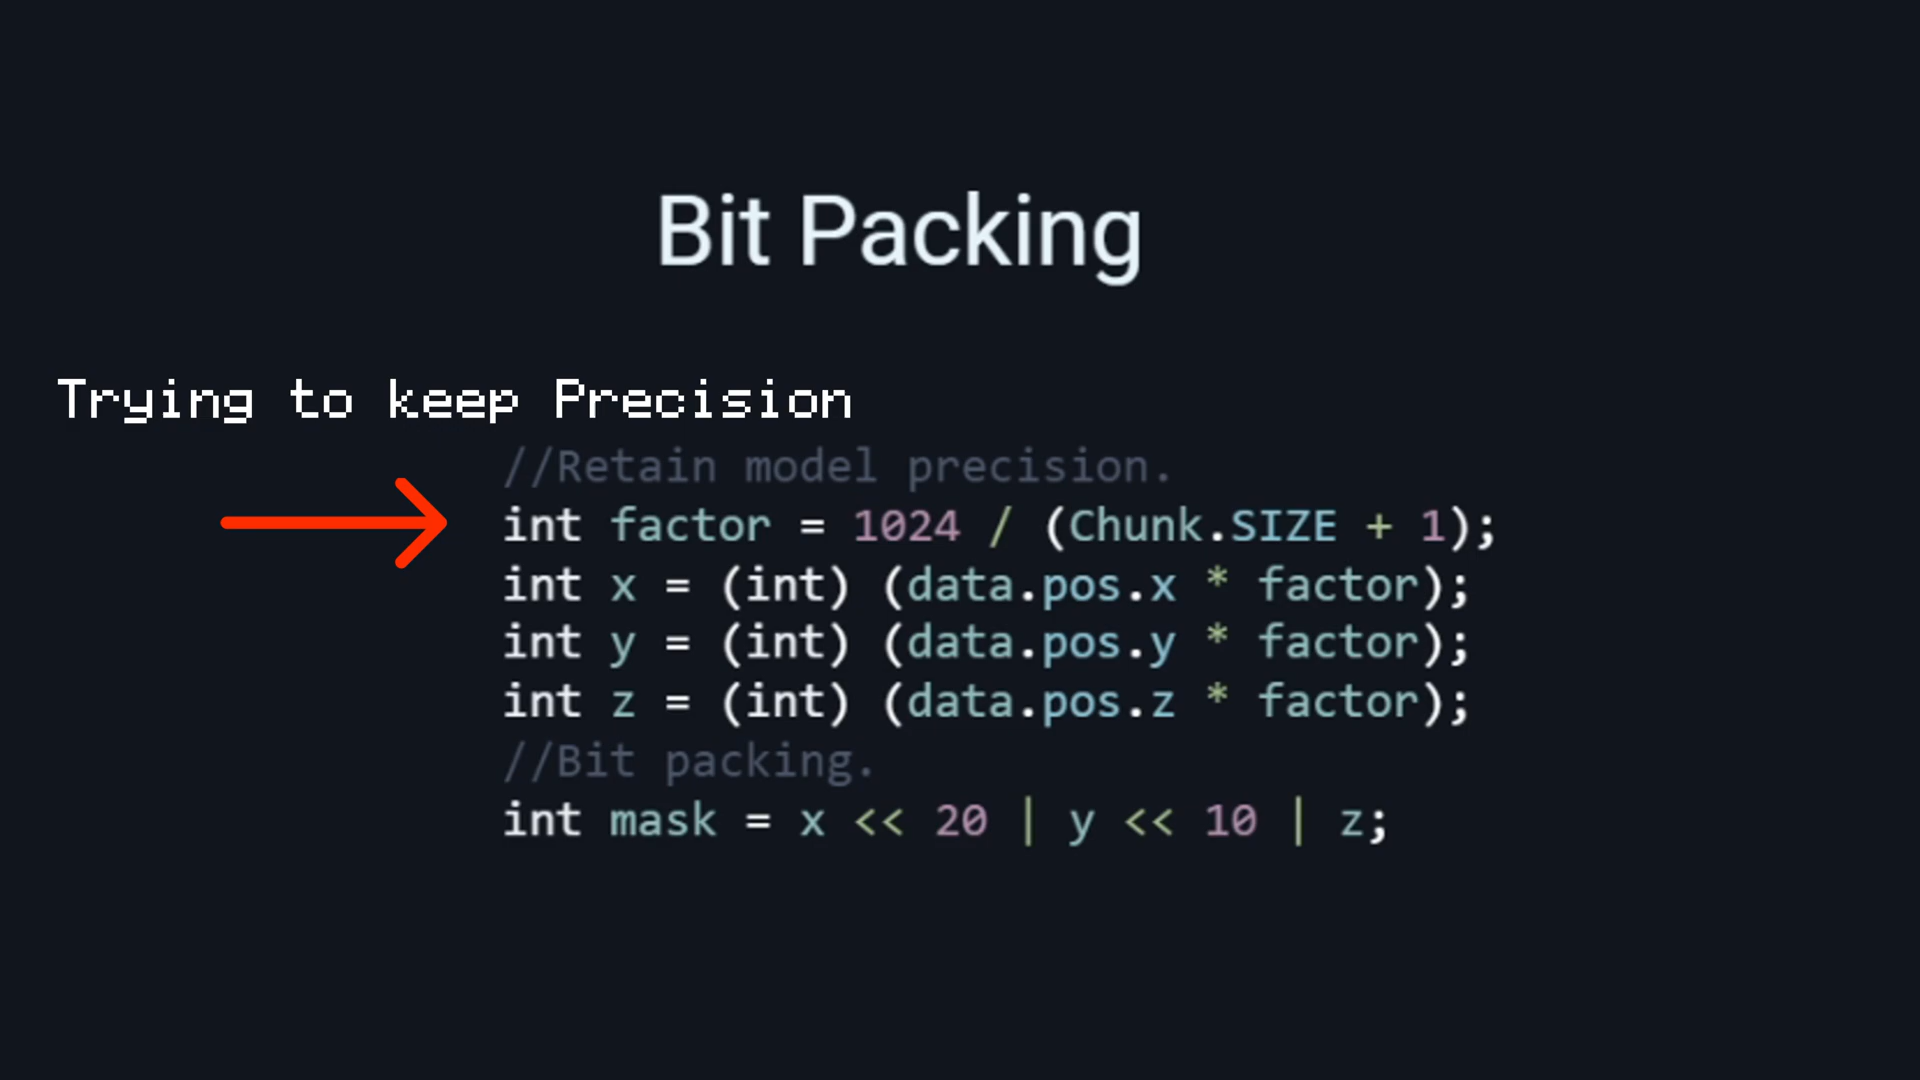 Bit Packing
Trying to keep Precision
//Retain model precision.
int factor = 1024 / (Chunk.SIZE + 1);
int x = (int) (data.pos.x * factor);
int y = (int) (data.pos.y * factor);
int z = (int) (data.pos.z * factor);
//Bit packing.
int mask = x << 20 | y << 10 | z;